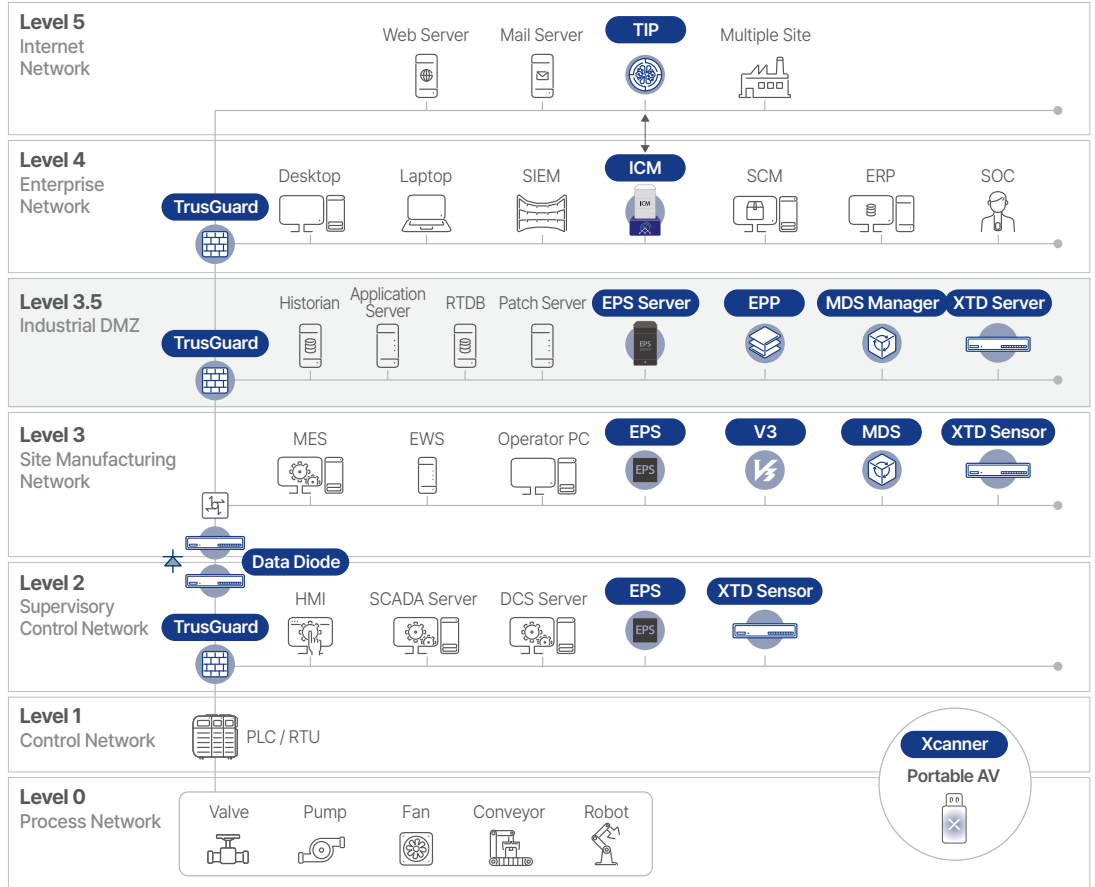 Level 5
Internet
Network
Web Server
Mail Server
TIP
Multiple Site
Level 4
Enterprise
Network
TrusGuard
Desktop
Laptop
SIEM
ICM
ICM
SCM
ERP
SOC
Level 3.5
Industrial DMZ
TrusGuard
Historian
Application
Server
RTDB
Patch Server
EPS Server
EPS
EPP
MDS Manager
XTD Server
Level 3
Site Manufacturing
Network
MES
EWS
Operator PC
EPS
EPS
V3
MDS
XTD Sensor
Data Diode
Level 2
Supervisory
Control Network
TrusGuard
HMI
SCADA Server
DCS Server
EPS
EPS
XTD Sensor
Level 1
Control Network
PLC / RTU
Xcanner
Portable AV
Level 0
Process Network
Valve
Pump
Fan
Conveyor
Robot